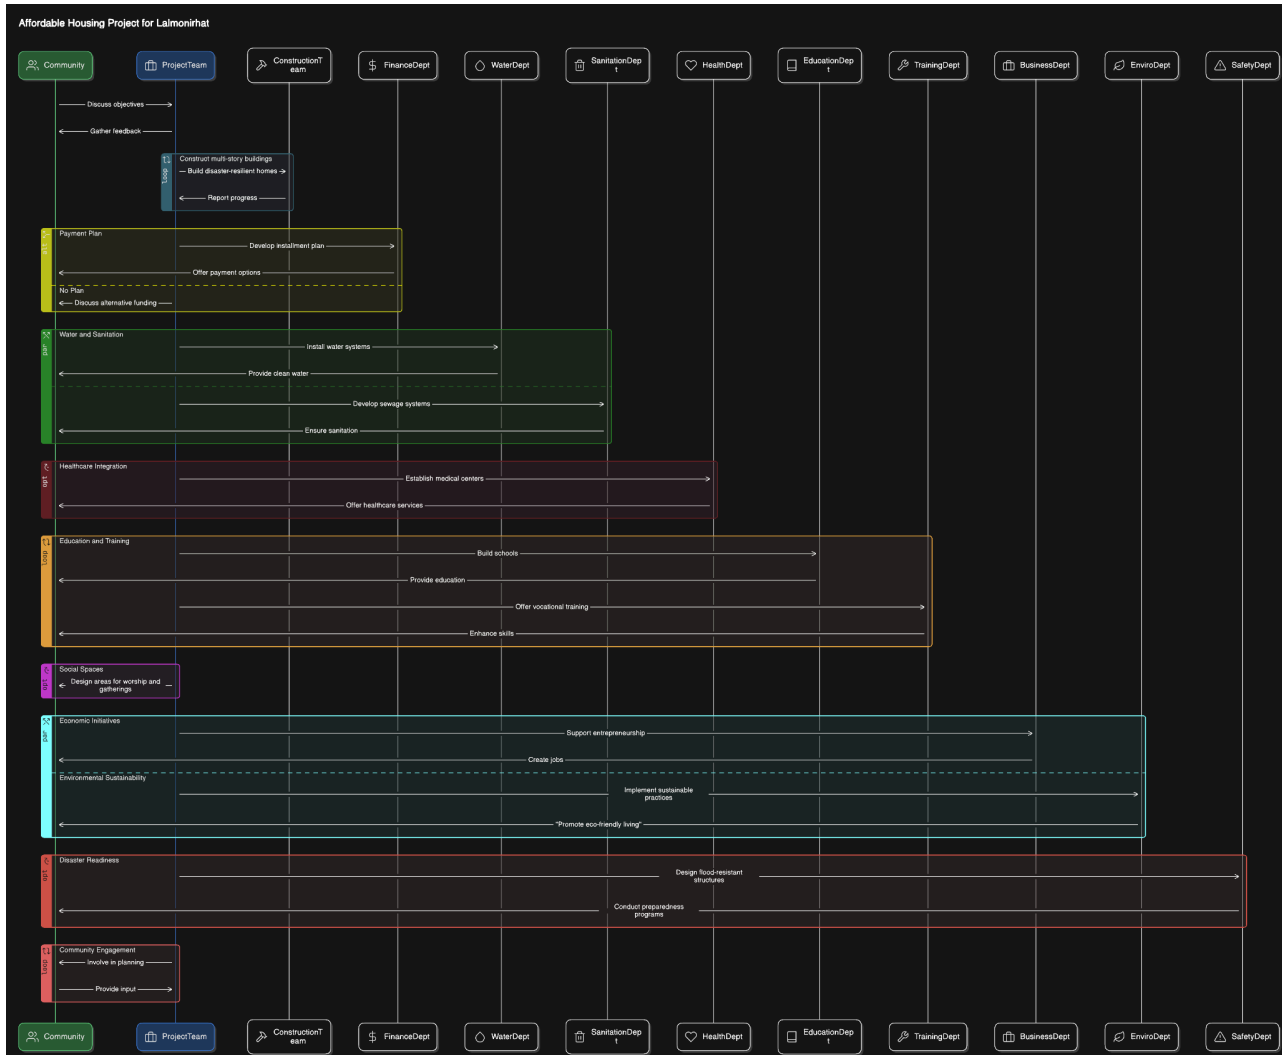 Affordable Housing Project for Lalmonirhat
Community
ProjectTeam
ConstructionT
eam
FinanceDept
WaterDept
SanitationDep
t
HealthDept
EducationDep
t
TrainingDept
BusinessDept
EnviroDept
SafetyDept
Discuss objectives
Gather feedback
loop
Construct multi-story buildings
Build disaster-resilient homes
Report progress
alt
Payment Plan
Develop installment plan
Offer payment options
No Plan
Discuss alternative funding
par
Water and Sanitation
Install water systems
Provide clean water
Develop sewage systems
Ensure sanitation
opt
Healthcare Integration
Establish medical centers
Offer healthcare services
loop
Education and Training
Build schools
Provide education
Offer vocational training
Enhance skills
opt
Social Spaces
Design areas for worship and
gatherings
par
Economic Initiatives
Support entrepreneurship
Create jobs
Environmental Sustainability
Implement sustainable
practices
"Promote eco-friendly living"
opt
Disaster Readiness
Design flood-resistant
structures
Conduct preparedness
programs
loop
Community Engagement
Involve in planning
Provide input
Community
ProjectTeam
ConstructionT
eam
FinanceDept
WaterDept
SanitationDep
t
HealthDept
EducationDep
t
TrainingDept
BusinessDept
EnviroDept
SafetyDept